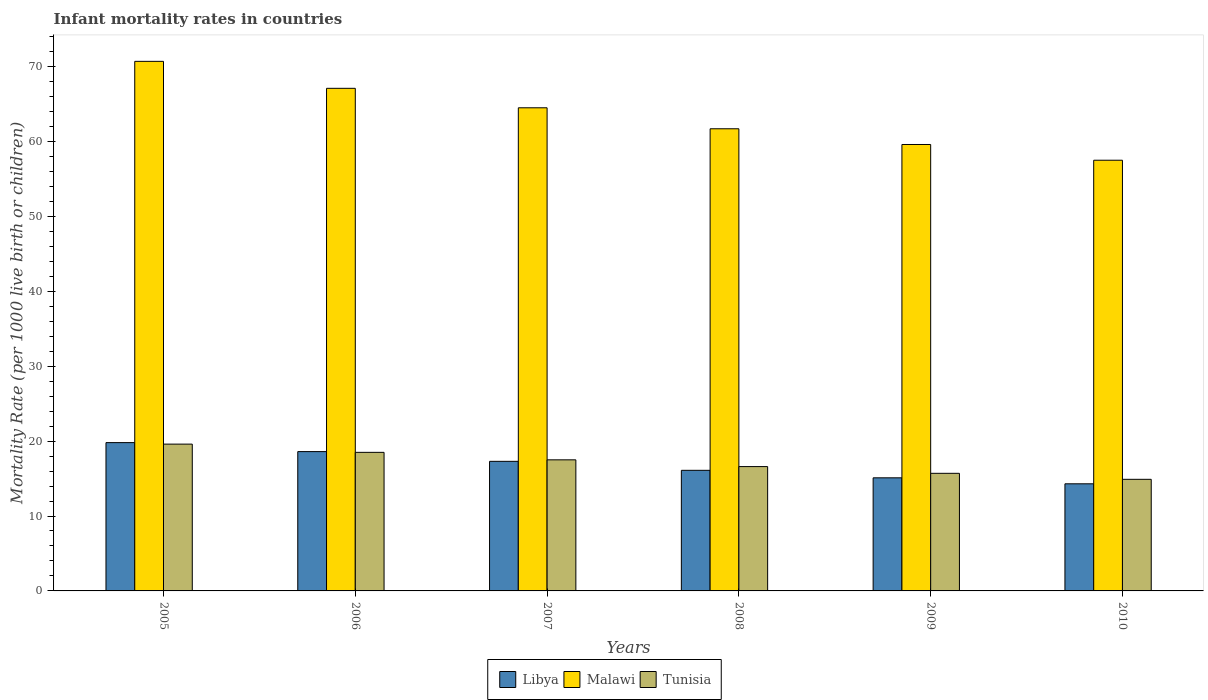 Infant mortality rates in countries
Mortality Rate (per 1000 live birth or children)
70
60
50
40
30
20
10
0
2005
2006
2007
2008
2009
2010
Years
Libya
Malawi
Tunisia